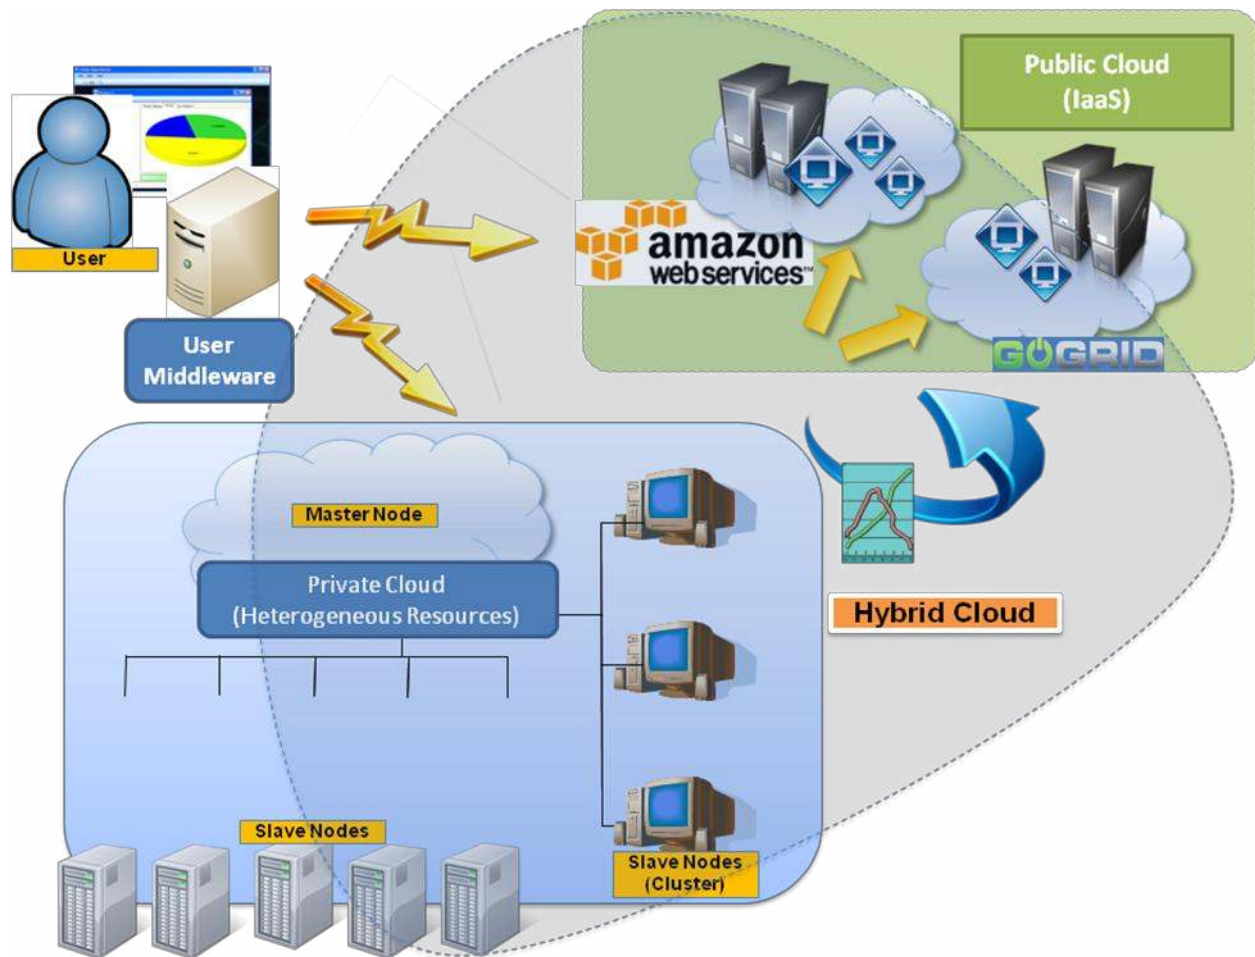 Public Cloud
(IaaS)
User
amazon
webservices™
User
Middleware
GOGRID
Master Node
Private Cloud
(Heterogeneous Resources)
Hybrid Cloud
Slave Nodes
Slave Nodes
(Cluster)